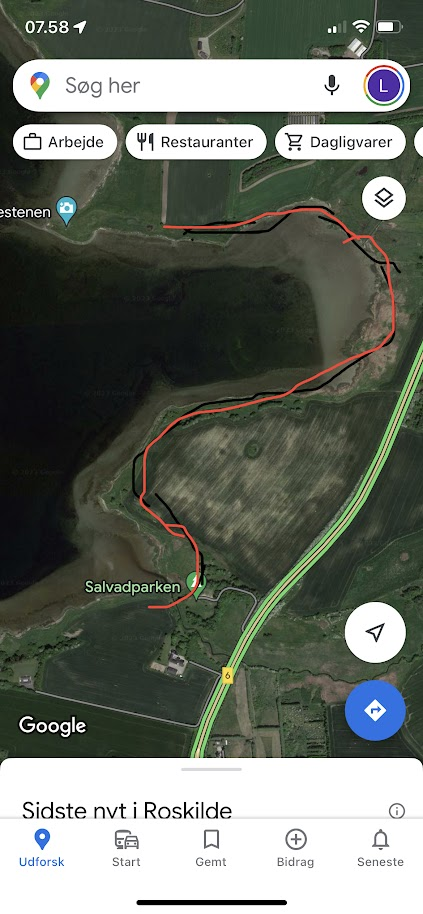 07.58
Søg her
L
Arbejde
Restauranter
Dagligvarer
estenen
Salvadparken
6
Google
Sidste nyt i Roskilde
Udforsk
Start
Gemt
Bidrag
Seneste